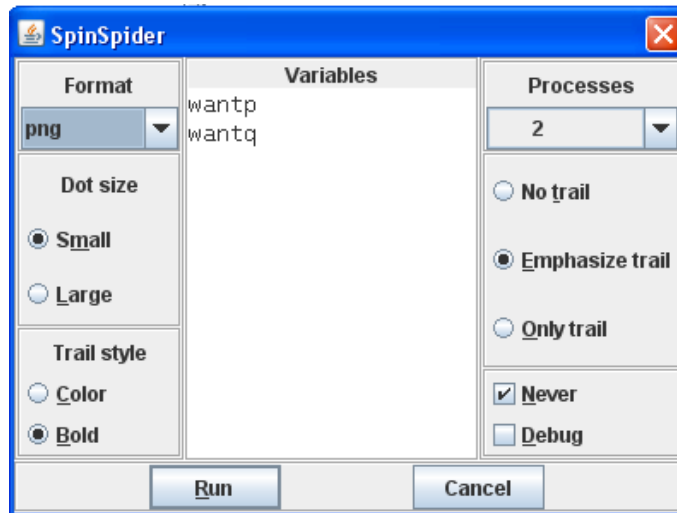 SpinSpider
Format
png
Dot size
Small
Large
Trail style
Color
Bold
Variables
wantp
wantq
Processes
2
No trail
Emphasize trail
Only trail
Never
Debug
Run
Cancel